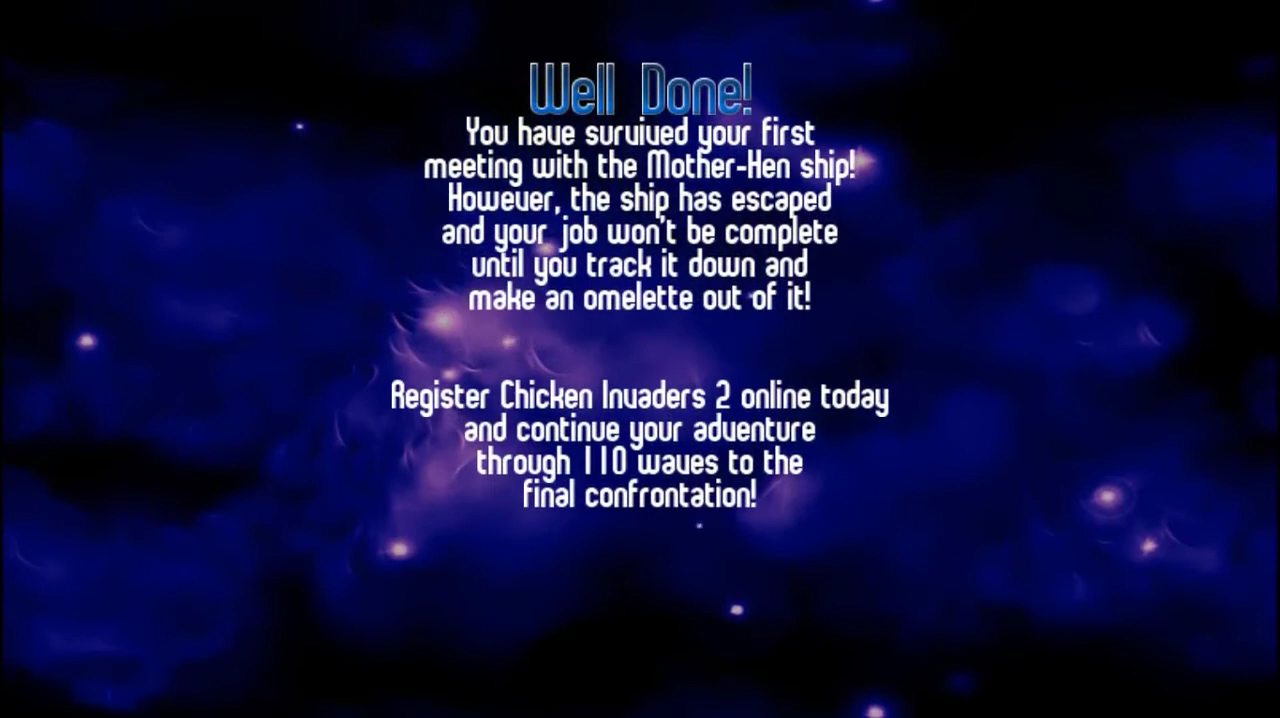 Well Done!
You have survived your first
meeting with the Mother-Hen ship!
However, the ship has escaped
and your job won't be complete
until you track it down and
make an omelette out of it!
Register Chicken Invaders 2 online today
and continue your adventure
through 110 waves to the
final confrontation!